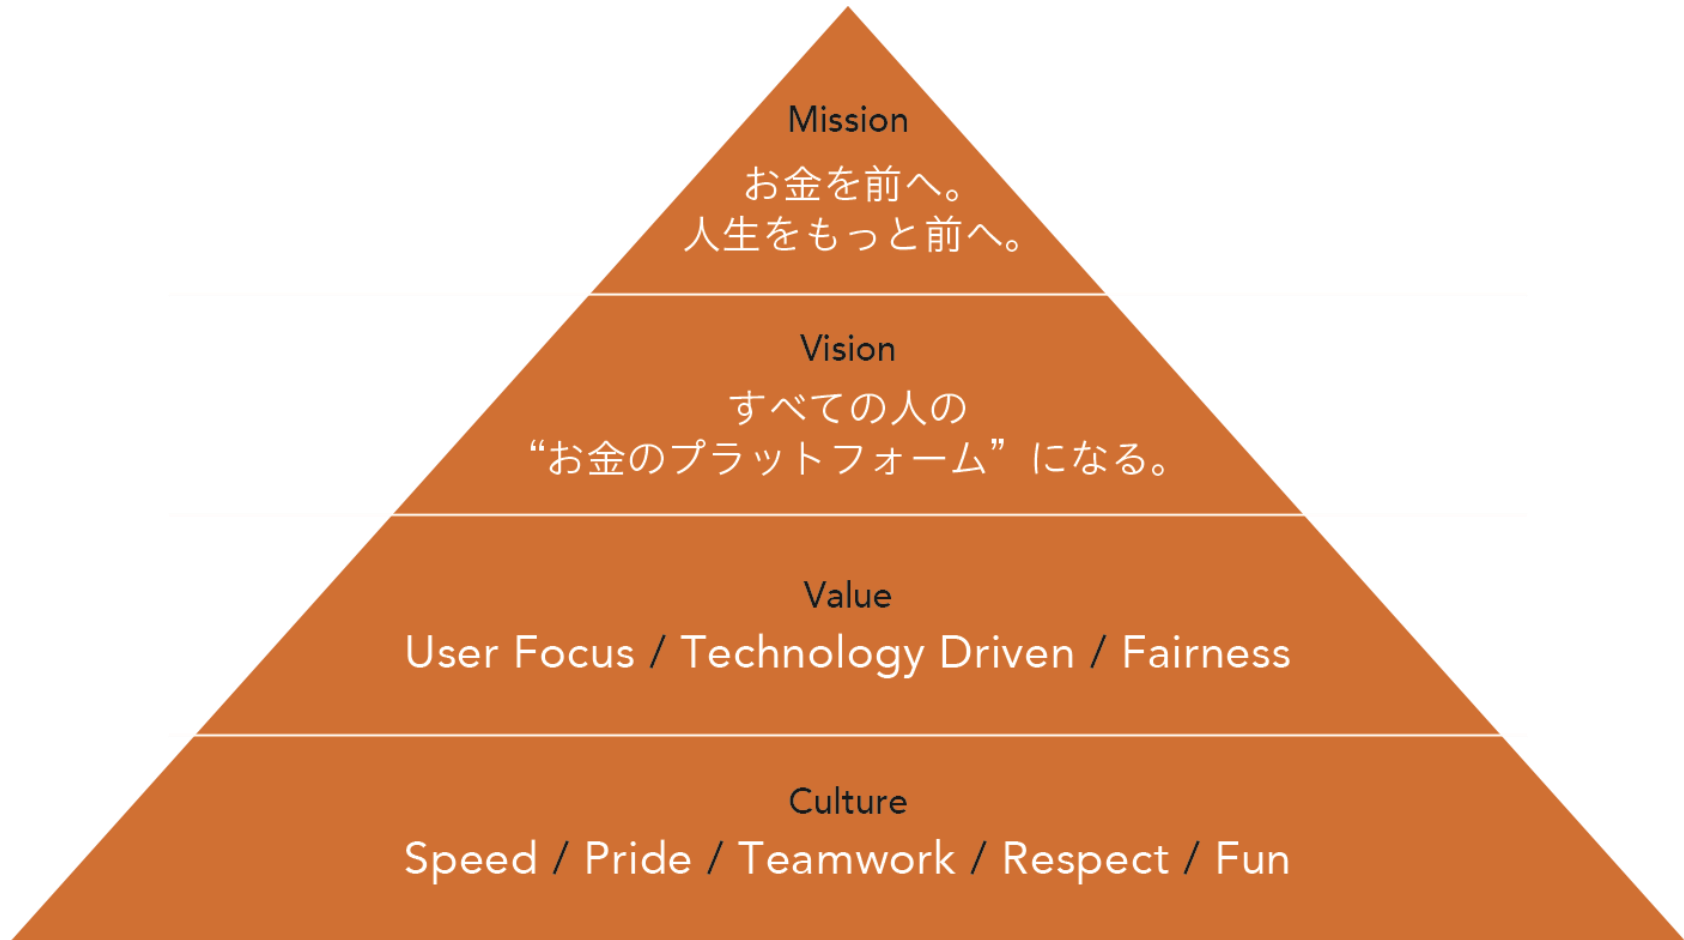 Mission
お金を前へ。
人生をもっと前へ。
Vision
すべての人の
“お金のプラットフォーム”になる。
Value
User Focus / Technology Driven / Fairness
Culture
Speed / Pride / Teamwork / Respect / Fun